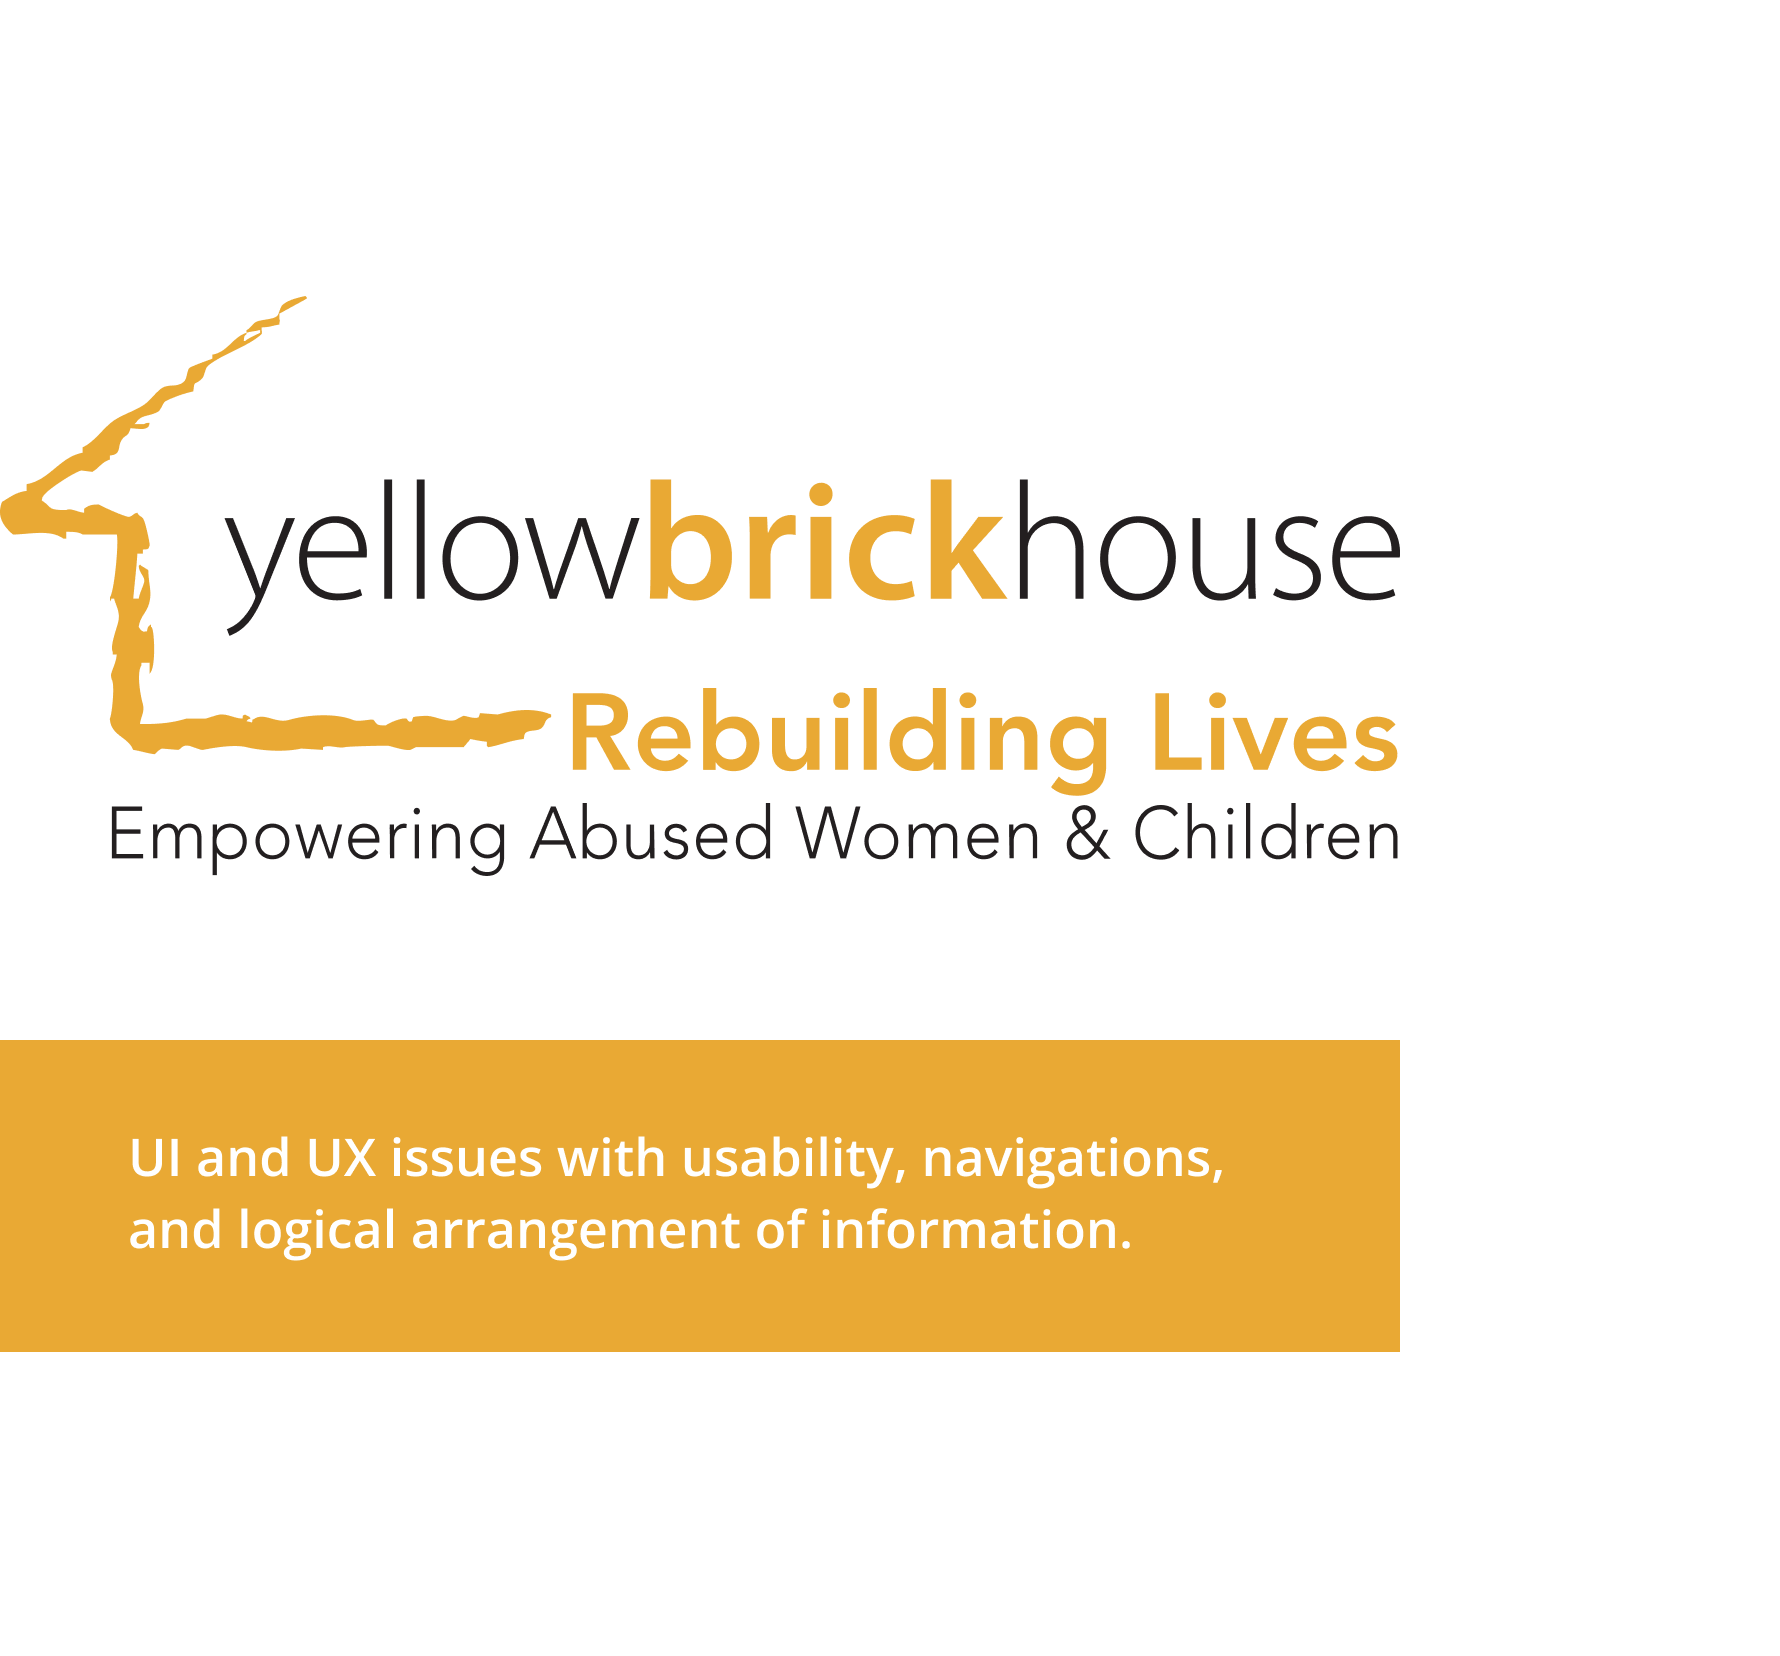 yellowbrickhouse
Rebuilding Lives
Empowering Abused Women & Children
UI and UX issues with usability, navigations,
and logical arrangement of information.